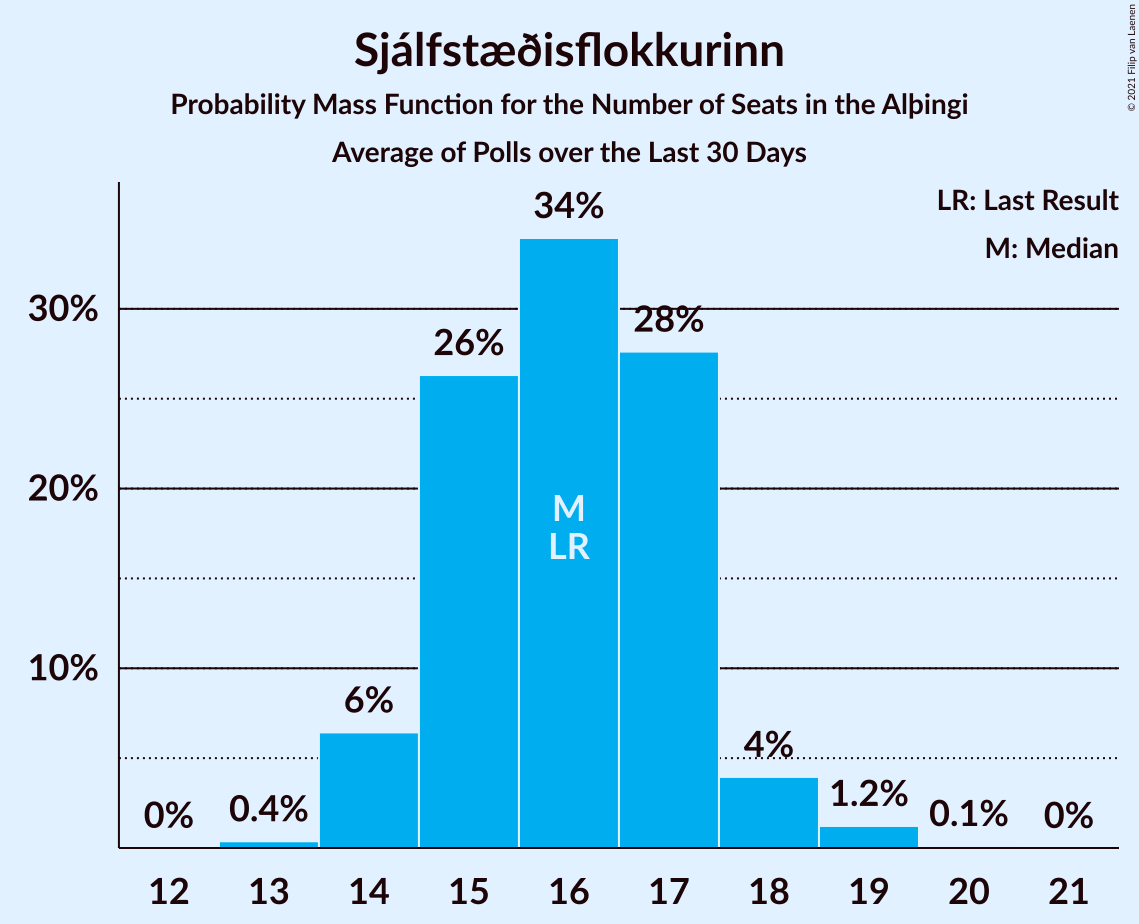 Sjálfstæðisflokkurinn
Probability Mass Function for the Number of Seats in the Alþingi
Average of Polls over the Last 30 Days
© 2021 Filip van Laenen
LR: Last Result
M: Median
34%
30%
28%
26%
20%
M
LR
10%
6%
4%
1.2%
0%
0.4%
0.1%
0%
12 13 14 15 16 17 18 19 20 21